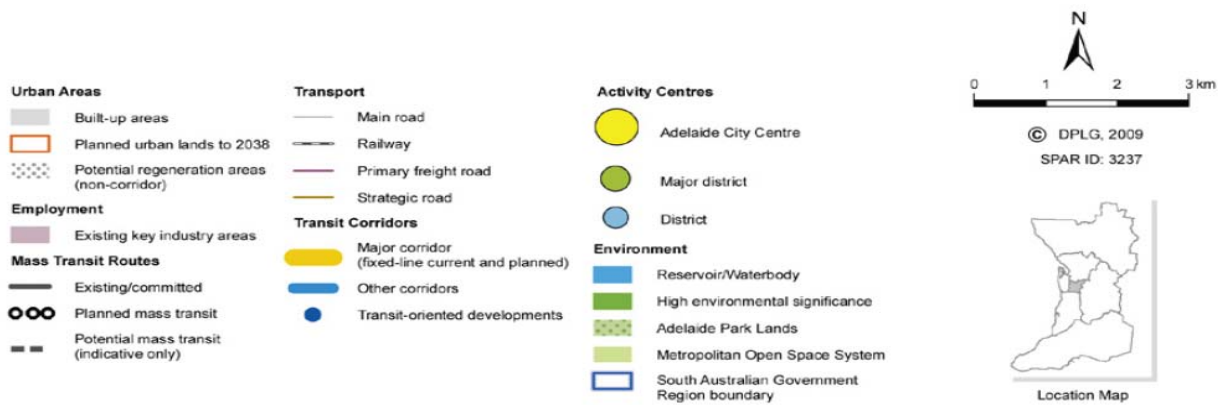 Urban Areas
Built-up areas
Planned urban lands to 2038
Potential regeneration areas
(non-corridor)
Employment
Existing key industry areas
Mass Transit Routes
Existing/committed
Planned mass transit
Potential mass transit
(indicative only)
Transport
Main road
Railway
Primary freight road
Strategic road
Transit Corridors
Major corridor
(fixed-line current and planned)
Other corridors
Transit-oriented developments
Activity Centres
Adelaide City Centre
Major district
District
Environment
Reservoir/Waterbody
High environmental significance
Adelaide Park Lands
Metropolitan Open Space System
South Australian Government
Region boundary
N
0 1 2 3 km
© DPLG, 2009
SPAR ID: 3237
Location Map